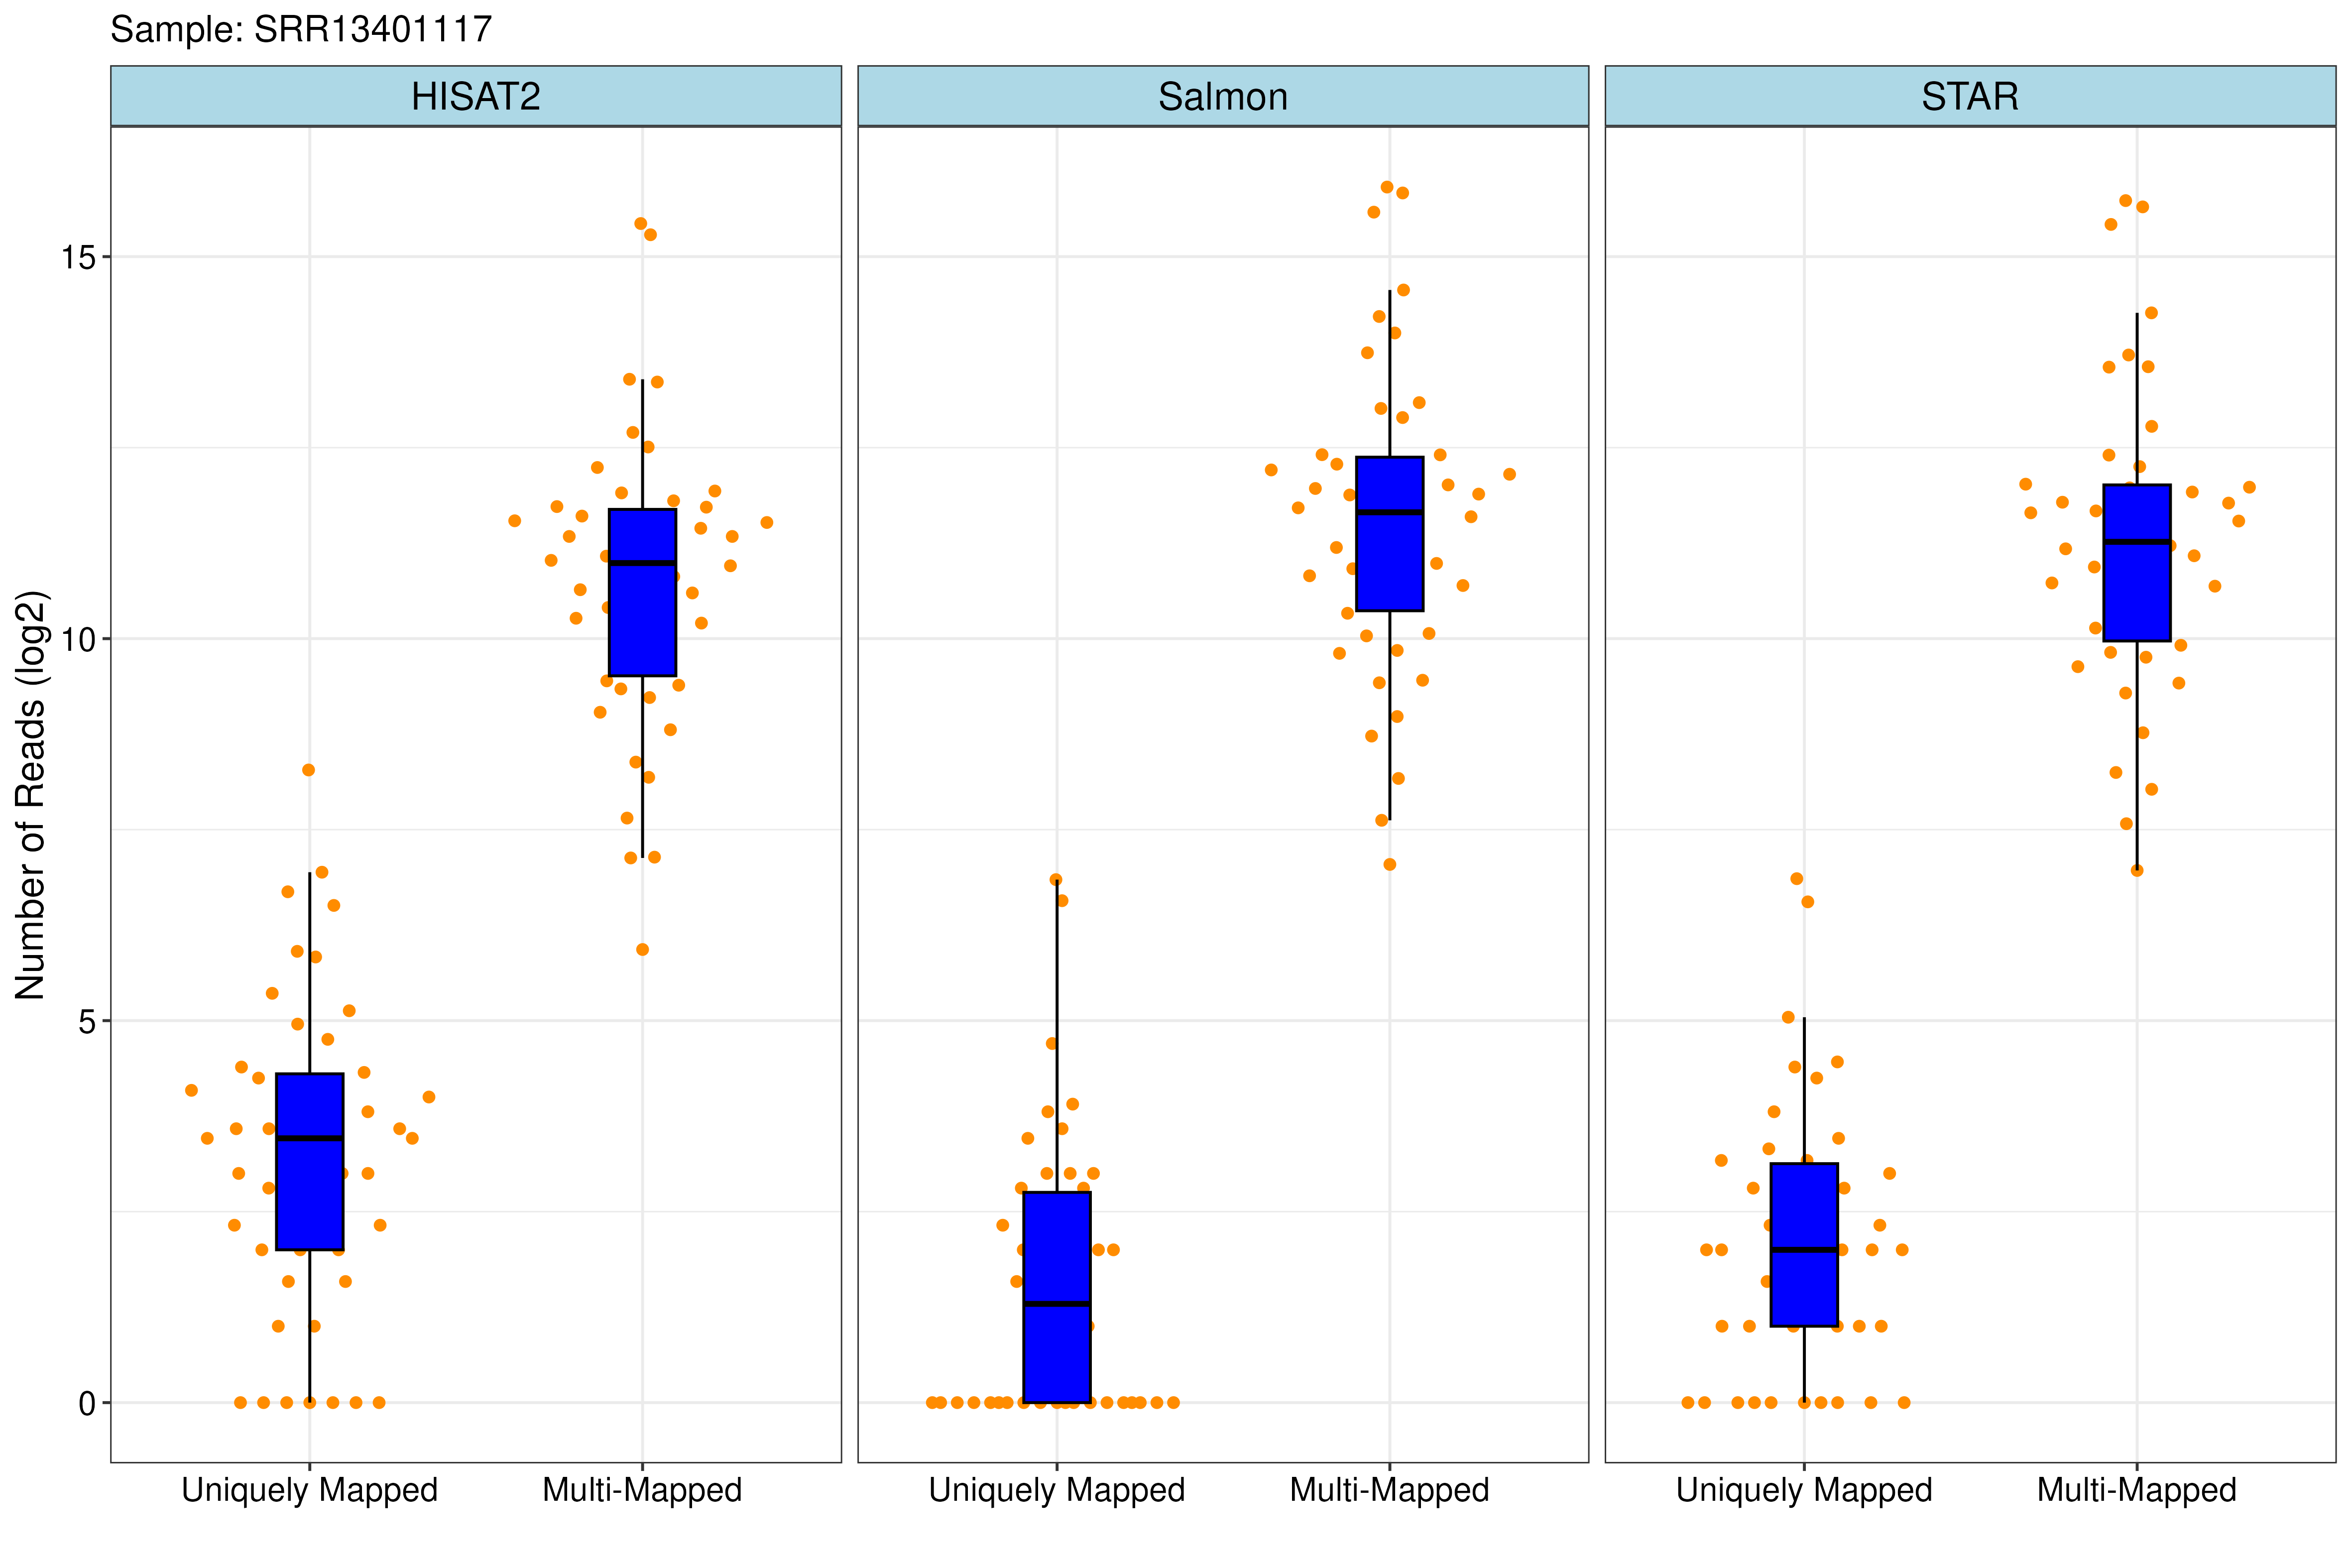 Sample: SRR13401117
HISAT2
Salmon
STAR
Number of Reads (log2)
15
10
5
0
Uniquely Mapped
Multi-Mapped
Uniquely Mapped
Multi-Mapped
Uniquely Mapped
Multi-Mapped